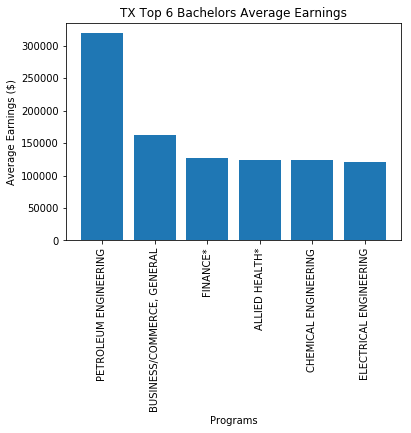 TX Top 6 Bachelors Average Earnings
Average Earnings ($)
300000
250000
200000
150000
100000
50000
0
PETROLEUM ENGINEERING
BUSINESS/COMMERCE, GENERAL
FINANCE*
ALLIED HEALTH*
CHEMICAL ENGINEERING
ELECTRICAL ENGINEERING
Programs